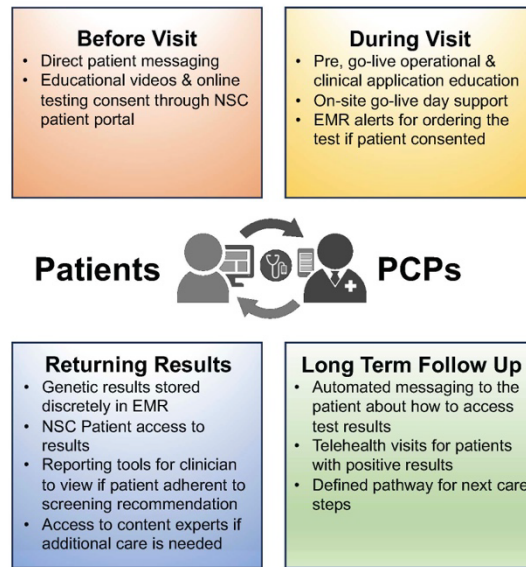 Before Visit
• Direct patient messaging
• Educational videos & online
testing consent through NSC
patient portal
During Visit
• Pre, go-live operational &
clinical application education
• On-site go-live day support
• EMR alerts for ordering the
test if patient consented
Patients
PCPs
Returning Results
• Genetic results stored
discretely in EMR
• NSC Patient access to
results
• Reporting tools for clinician
to view if patient adherent to
screening recommendation
• Access to content experts if
additional care is needed
Long Term Follow Up
• Automated messaging to the
patient about how to access
test results
• Telehealth visits for patients
with positive results
• Defined pathway for next care
steps